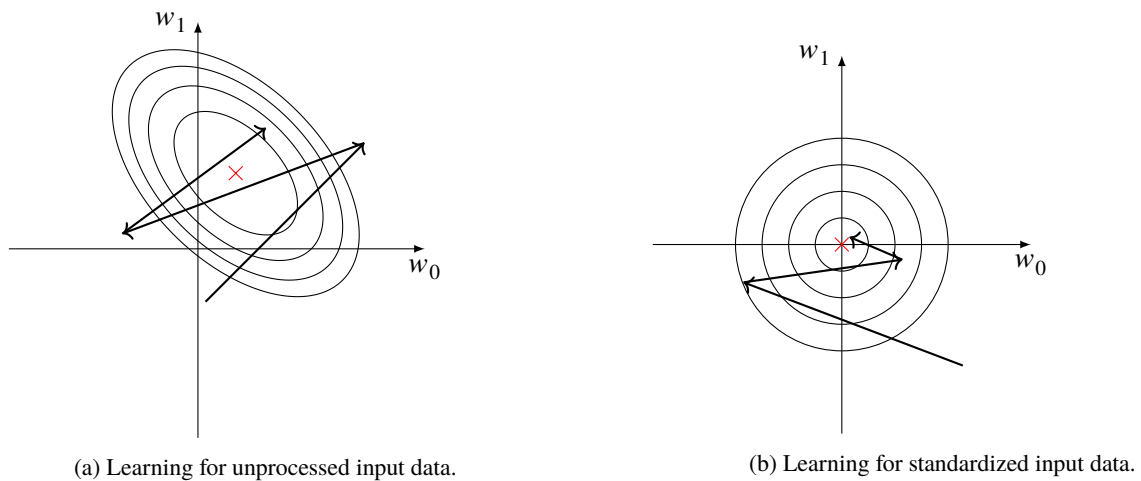 w₁
w₀
(a) Learning for unprocessed input data.
w₁
w₀
(b) Learning for standardized input data.